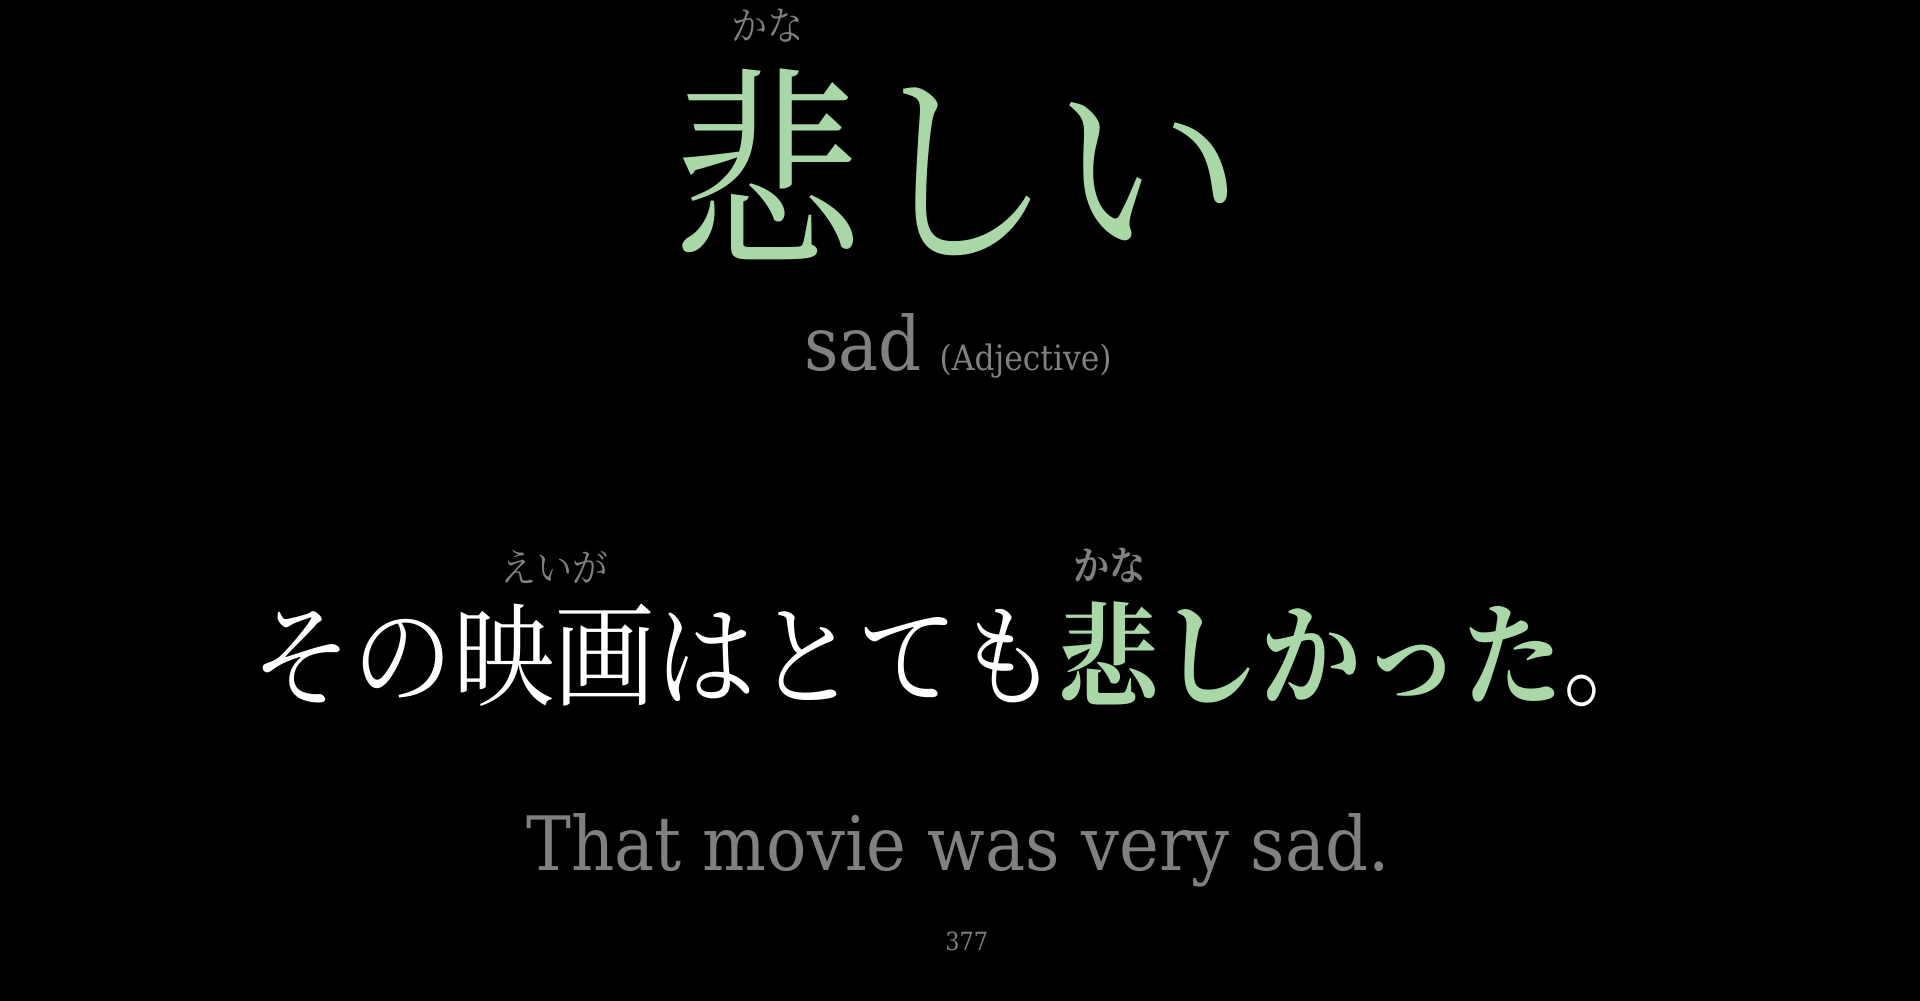 かな
悲しい
sad (Adjective)
えいが かな
その映画はとても悲しかった。
That movie was very sad.
377